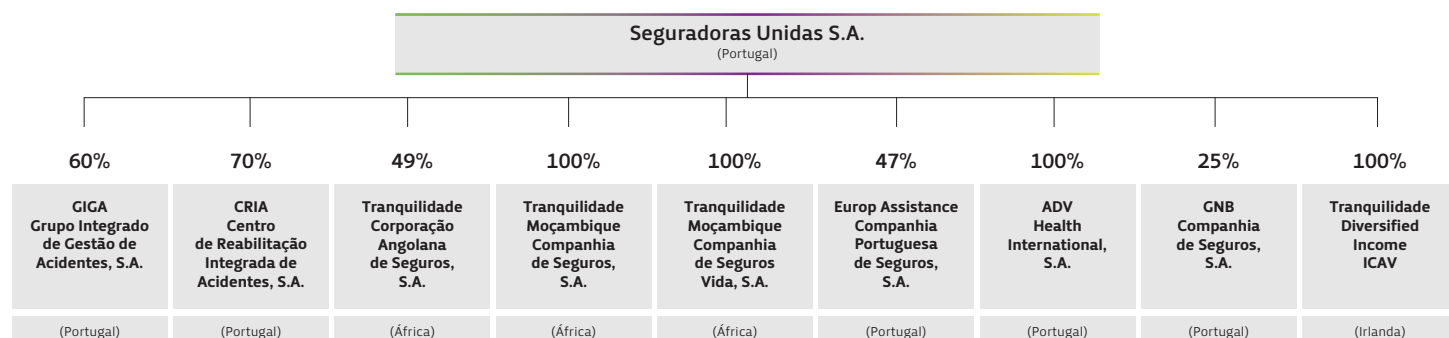 Seguradoras Unidas S.A.
(Portugal)
60%
70%
49%
100%
100%
47%
100%
25%
100%
GIGA
Grupo Integrado
de Gestão de
Acidentes, S.A.
CRIA
Centro
de Reabilitação
Integrada de
Acidentes, S.A.
Tranquilidade
Corporação
Angolana
de Seguros,
S.A.
Tranquilidade
Moçambique
Companhia
de Seguros,
S.A.
Tranquilidade
Moçambique
Companhia
de Seguros
Vida, S.A.
Europ Assistance
Companhia
Portuguesa
de Seguros,
S.A.
ADV
Health
International,
S.A.
GNB
Companhia
de Seguros,
S.A.
Tranquilidade
Diversified
Income
ICAV
(Portugal)
(Portugal)
(África)
(África)
(África)
(Portugal)
(Portugal)
(Portugal)
(Irlanda)